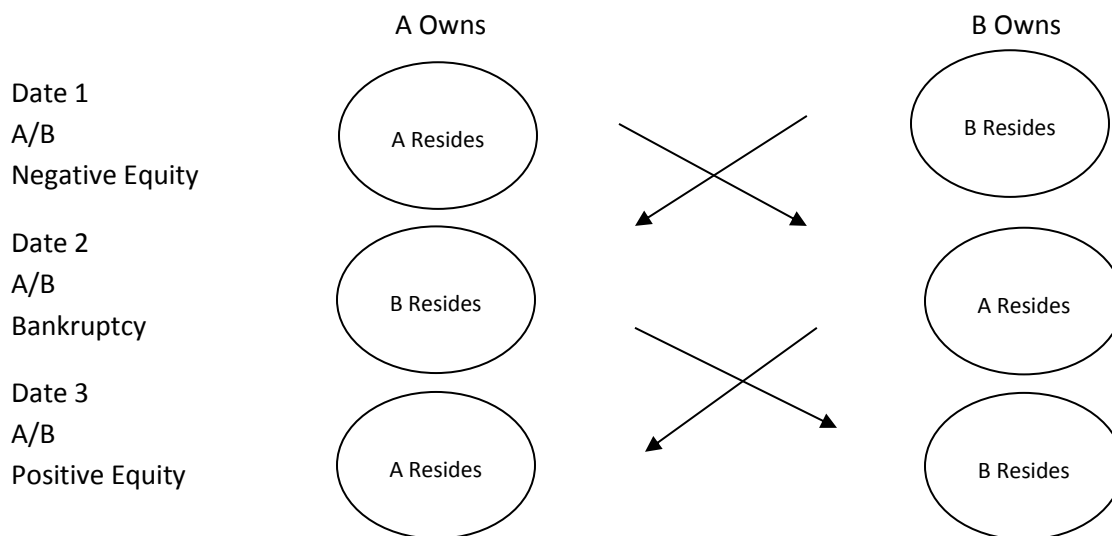 A Owns
B Owns
Date 1
A/B
Negative Equity
A Resides
B Resides
Date 2
A/B
Bankruptcy
B Resides
A Resides
Date 3
A/B
Positive Equity
A Resides
B Resides